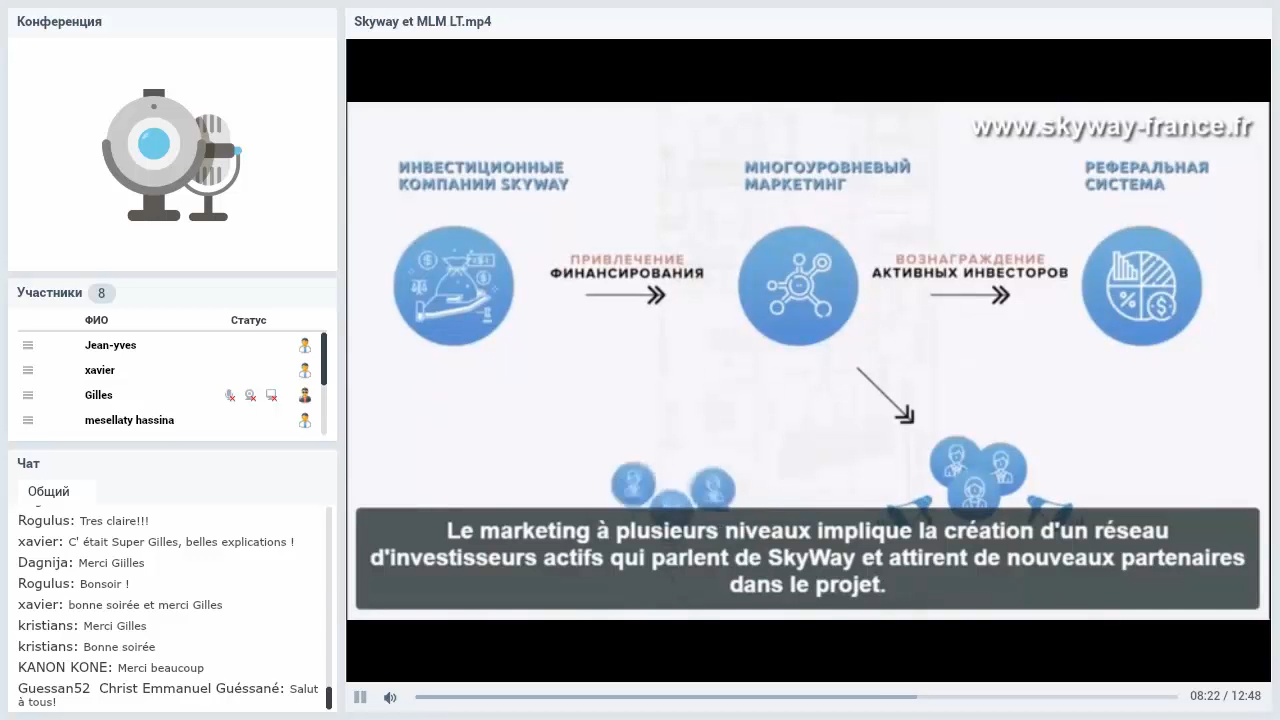 Конференция
Участники 8
ФИО Статус
Jean-yves
xavier
Gilles
mesellaty hassina
Чат
Общий
Rogulus: Tres claire!!!
xavier: C' était Super Gilles, belles explications !
Dagnija: Merci Giilles
Rogulus: Bonsoir !
xavier: bonne soirée et merci Gilles
kristians: Merci Gilles
kristians: Bonne soirée
KANON KONE: Merci beaucoup
Guessan52 Christ Emmanuel Guéssané: Salut
à tous!
Skyway et MLM LT.mp4
www.skyway-france.fr
ИНВЕСТИЦИОННЫЕ
КОМПАНИИ SKYWAY
ПРИВЛЕЧЕНИЕ
ФИНАНСИРОВАНИЯ
МНОГОУРОВНЕВЫЙ
МАРКЕТИНГ
ВОЗНАГРАЖДЕНИЕ
АКТИВНЫХ ИНВЕСТОРОВ
РЕФЕРАЛЬНАЯ
СИСТЕМА
Le marketing à plusieurs niveaux implique la création d'un réseau
d'investisseurs actifs qui parlent de SkyWay et attirent de nouveaux partenaires
dans le projet.
08:22 / 12:48